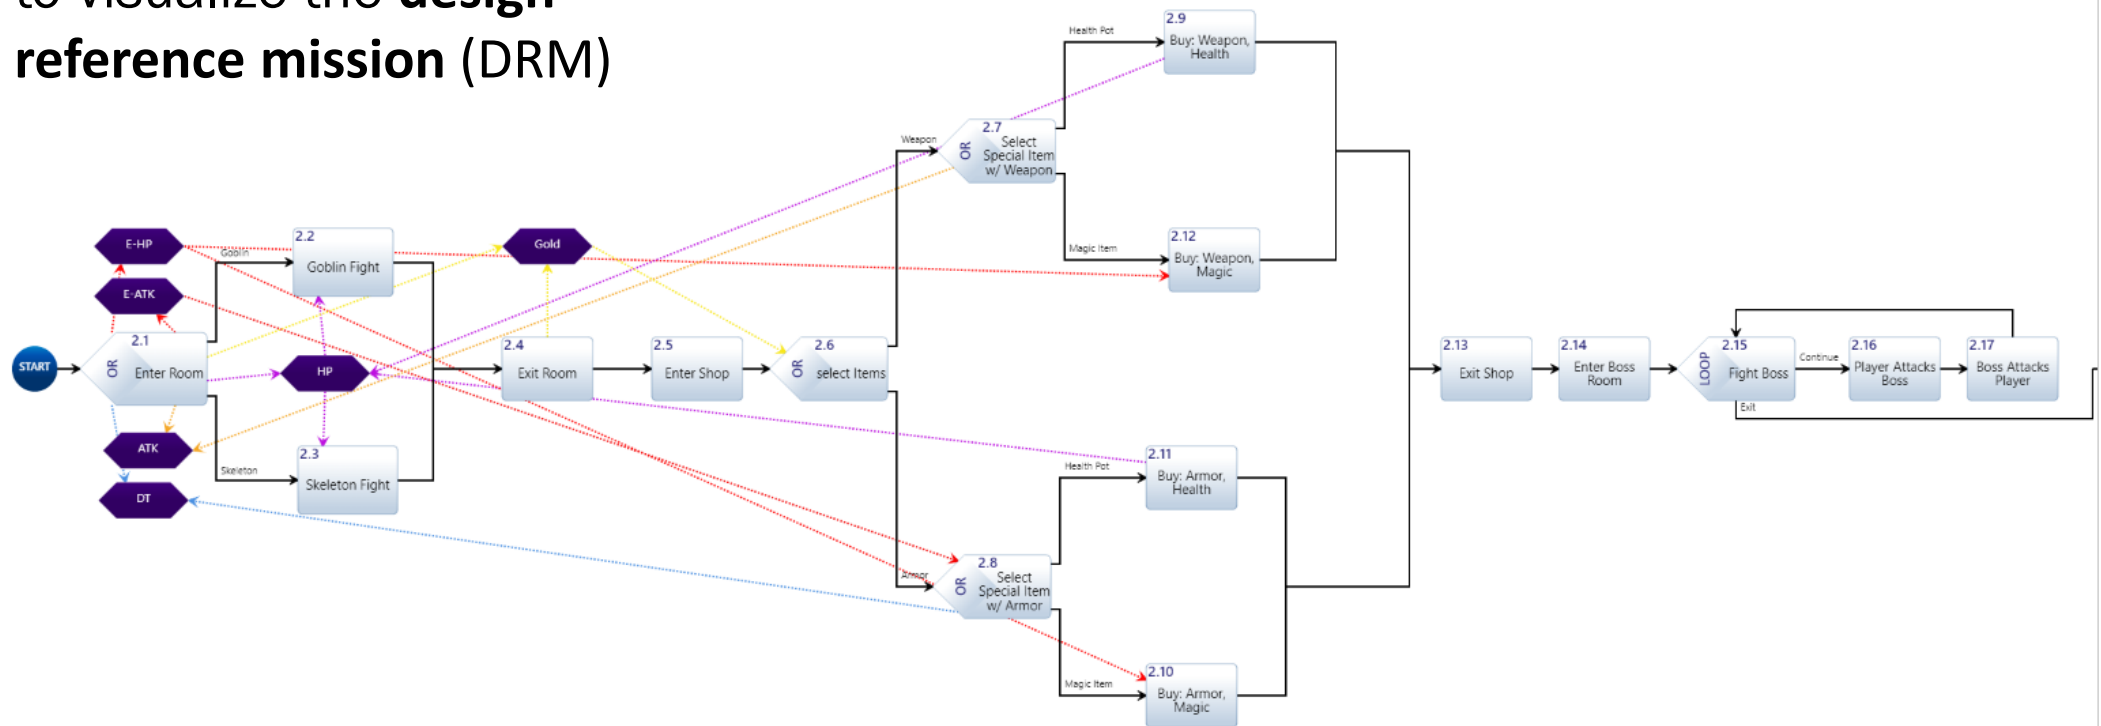 to visualize the design
reference mission (DRM)
2.9
Health Pot
Buy: Weapon,
Health
2.7
Weapon
OR
Select
Special Item
w/ Weapon
2.12
Magic Item
Buy: Weapon,
Magic
E-HP
Goblin
2.2
Goblin Fight
Gold
E-ATK
START
2.1
OR
Enter Room
HP
2.4
Exit Room
2.5
Enter Shop
2.6
OR
select Items
2.13
Exit Shop
2.14
Enter Boss
Room
2.15
LOOP
Fight Boss
Continue
Exit
2.16
Player Attacks
Boss
2.17
Boss Attacks
Player
ATK
DT
Skeleton
2.3
Skeleton Fight
2.11
Health Pot
Buy: Armor,
Health
Armor
2.8
OR
Select
Special Item
w/ Armor
2.10
Magic Item
Buy: Armor,
Magic